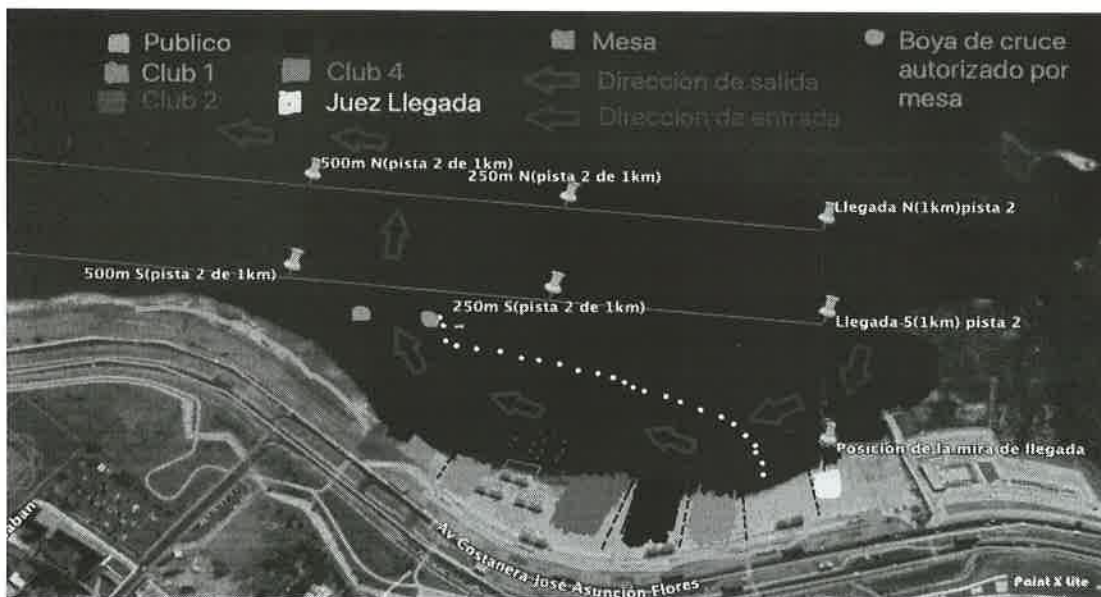 Publico
Club 1
Club 2
Club 4
Juez Llegada
Mesa
Dirección de salida
Dirección de entrada
Boya de cruce
autorizado por
mesa
500m N(pista 2 de 1km)
250m N(pista 2 de 1km)
Llegada N(1km)pista 2
500m S(pista 2 de 1km)
250m S(pista 2 de 1km)
Llegada S(1km) pista 2
Posición de la mira de llegada
Av Costanera José Asunción Flores
Paint X Lite